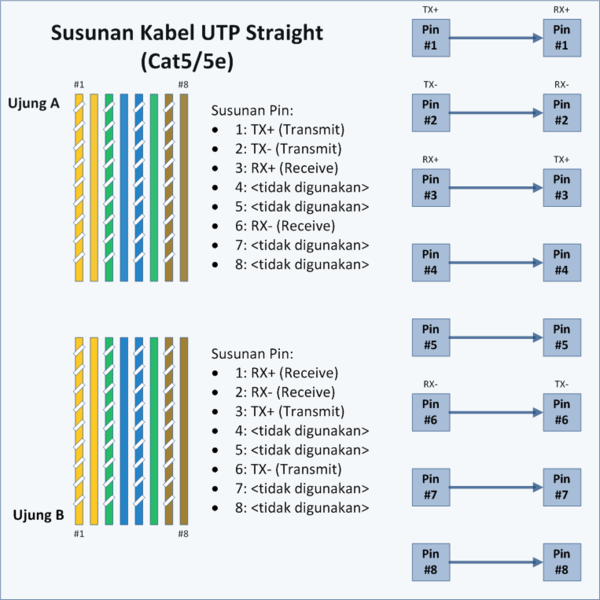 Susunan Kabel UTP Straight
(Cat5/5e)
Ujung A
#1 #8
Susunan Pin:
• 1: TX+ (Transmit)
• 2: TX- (Transmit)
• 3: RX+ (Receive)
• 4: <tidak digunakan>
• 5: <tidak digunakan>
• 6: RX- (Receive)
• 7: <tidak digunakan>
• 8: <tidak digunakan>
Susunan Pin:
• 1: RX+ (Receive)
• 2: RX- (Receive)
• 3: TX+ (Transmit)
• 4: <tidak digunakan>
• 5: <tidak digunakan>
• 6: TX- (Transmit)
• 7: <tidak digunakan>
• 8: <tidak digunakan>
Ujung B
#1 #8
TX+ RX+
Pin Pin
#1 #1
TX- RX-
Pin Pin
#2 #2
RX+ TX+
Pin Pin
#3 #3
Pin Pin
#4 #4
Pin Pin
#5 #5
RX- TX-
Pin Pin
#6 #6
Pin Pin
#7 #7
Pin Pin
#8 #8